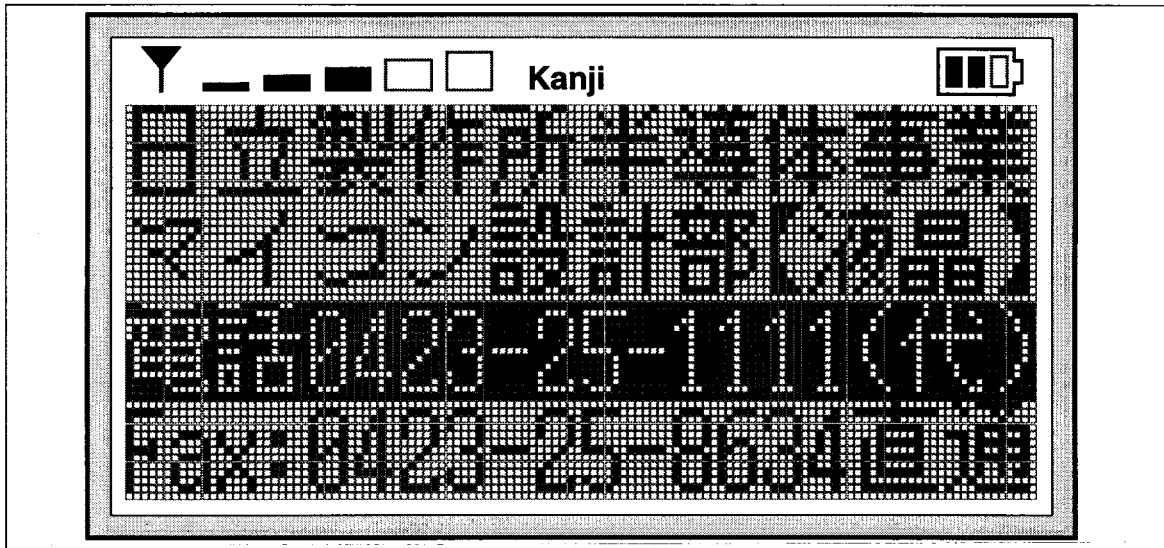 Kanji
日立製作所半導体事業
マイコン設計部【液晶】
電話0423-25-1111(代)
Fax:0423-25-8634直通